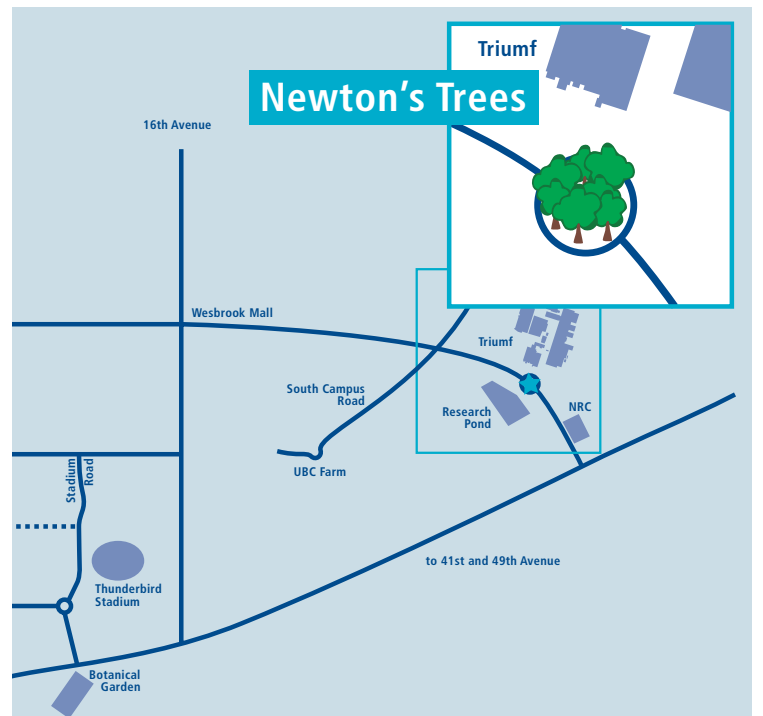 Triumf
Newton's Trees
16th Avenue
Wesbrook Mall
Triumf
South Campus
Road
NRC
Research
Pond
UBC Farm
Stadium
Road
to 41st and 49th Avenue
Thunderbird
Stadium
Botanical
Garden